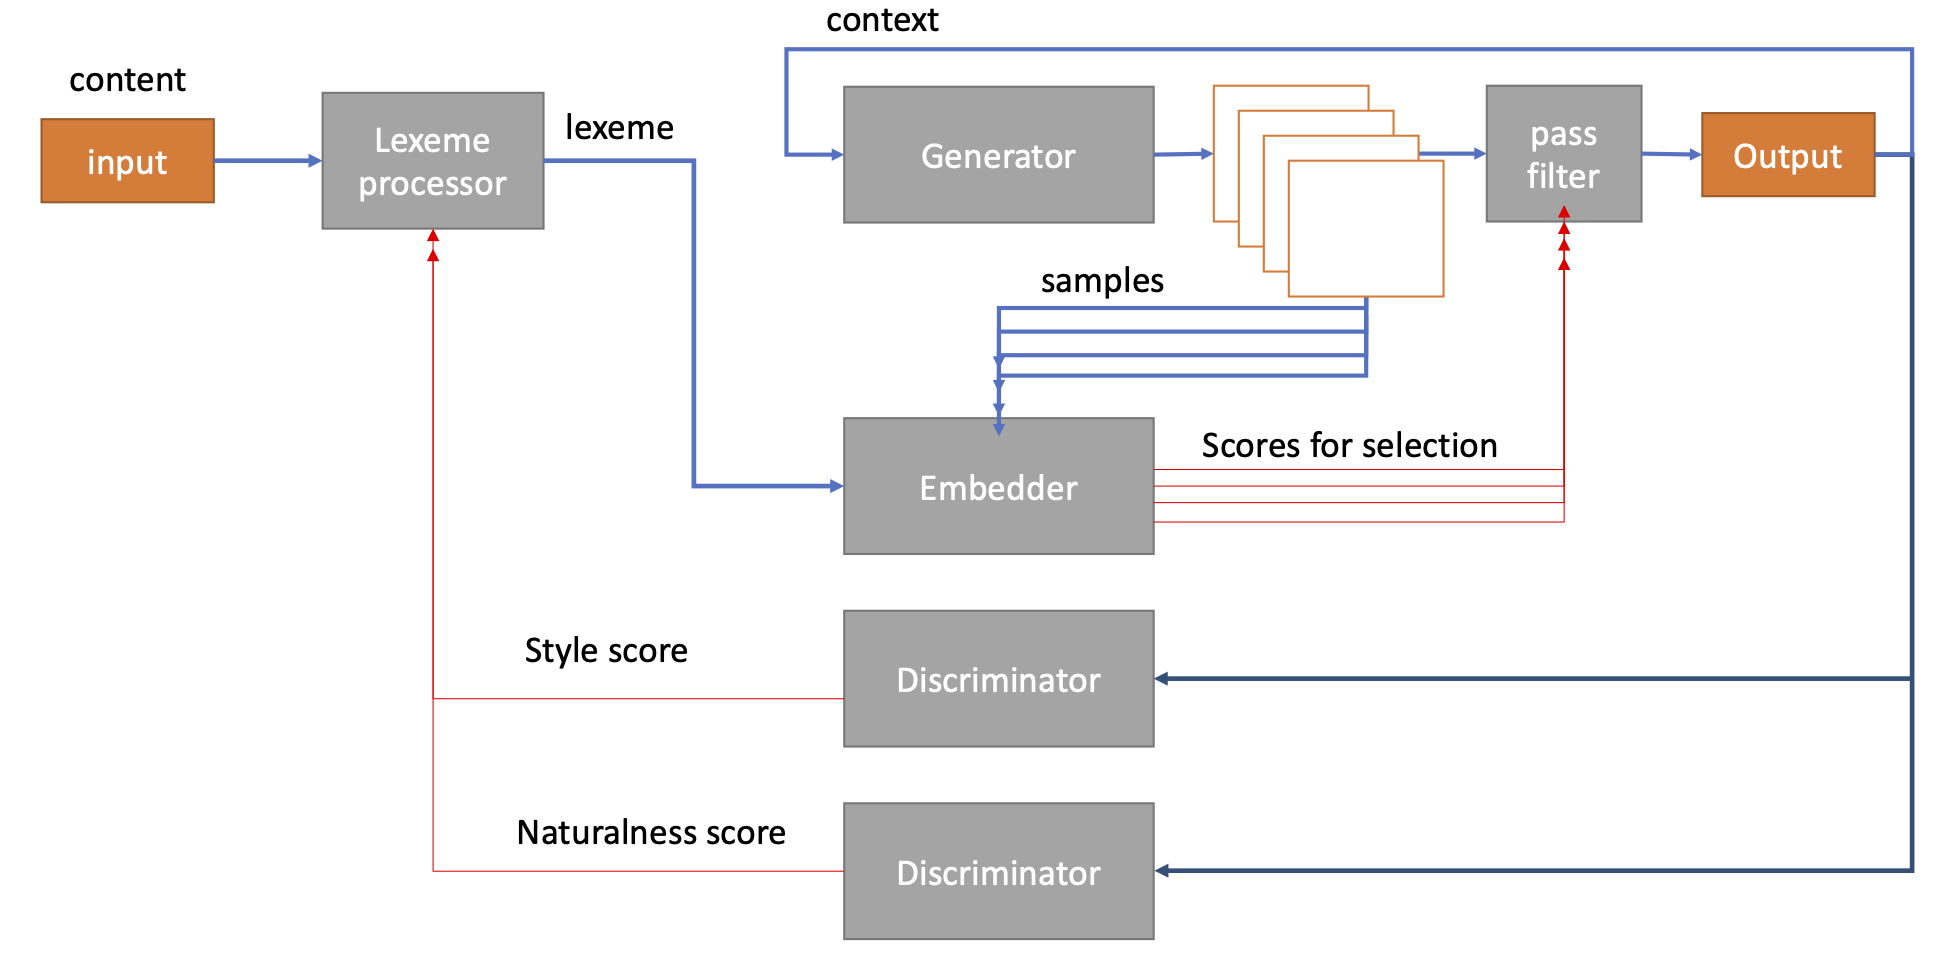 context
content
input
Lexeme
processor
lexeme
Generator
pass
filter
Output
samples
Embedder
Scores for selection
Style score
Discriminator
Naturalness score
Discriminator